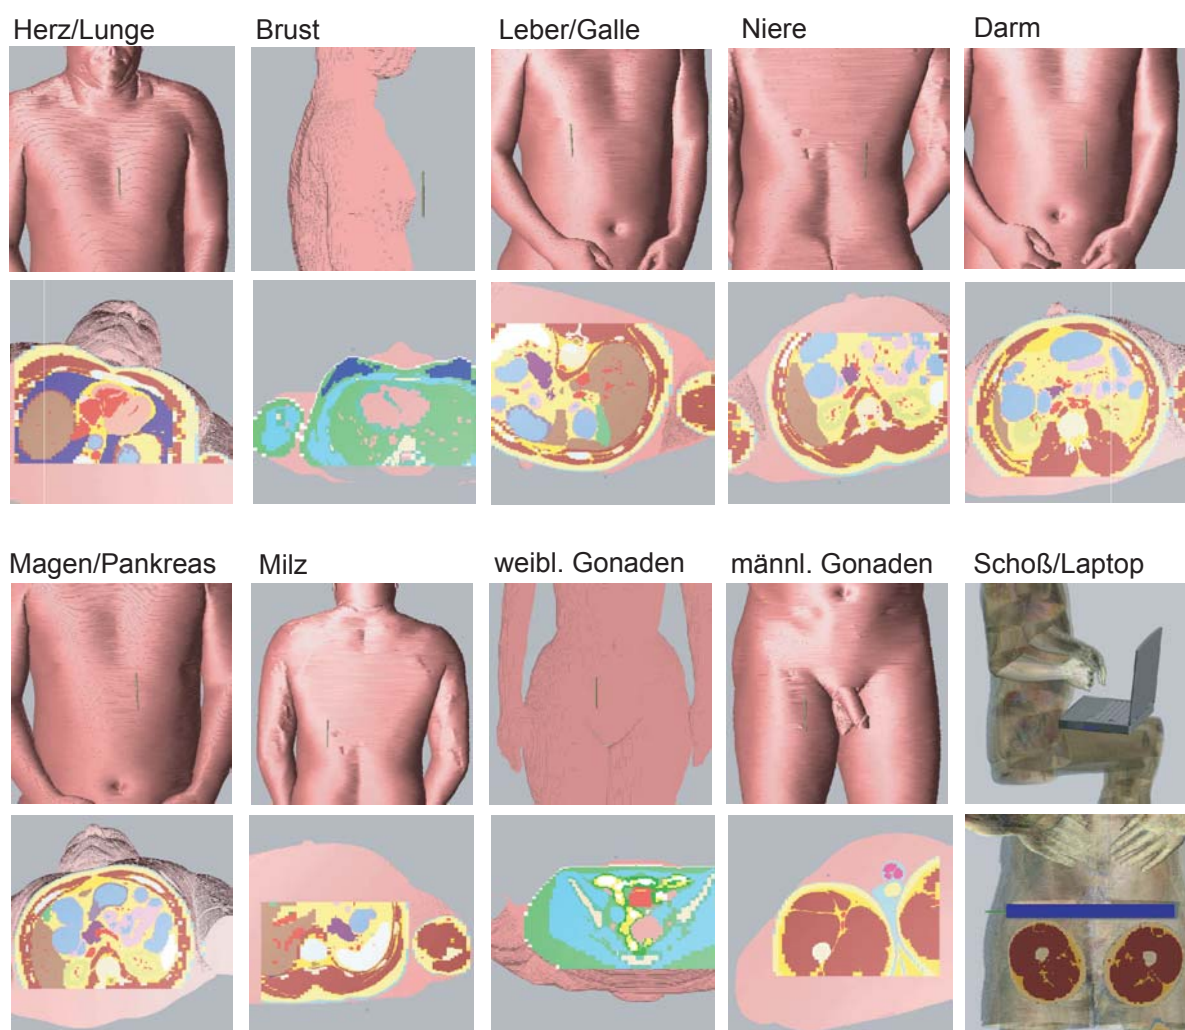 Herz/Lunge
Brust
Leber/Galle
Niere
Darm
Magen/Pankreas
Milz
weibl. Gonaden
männl. Gonaden
Schoß/Laptop